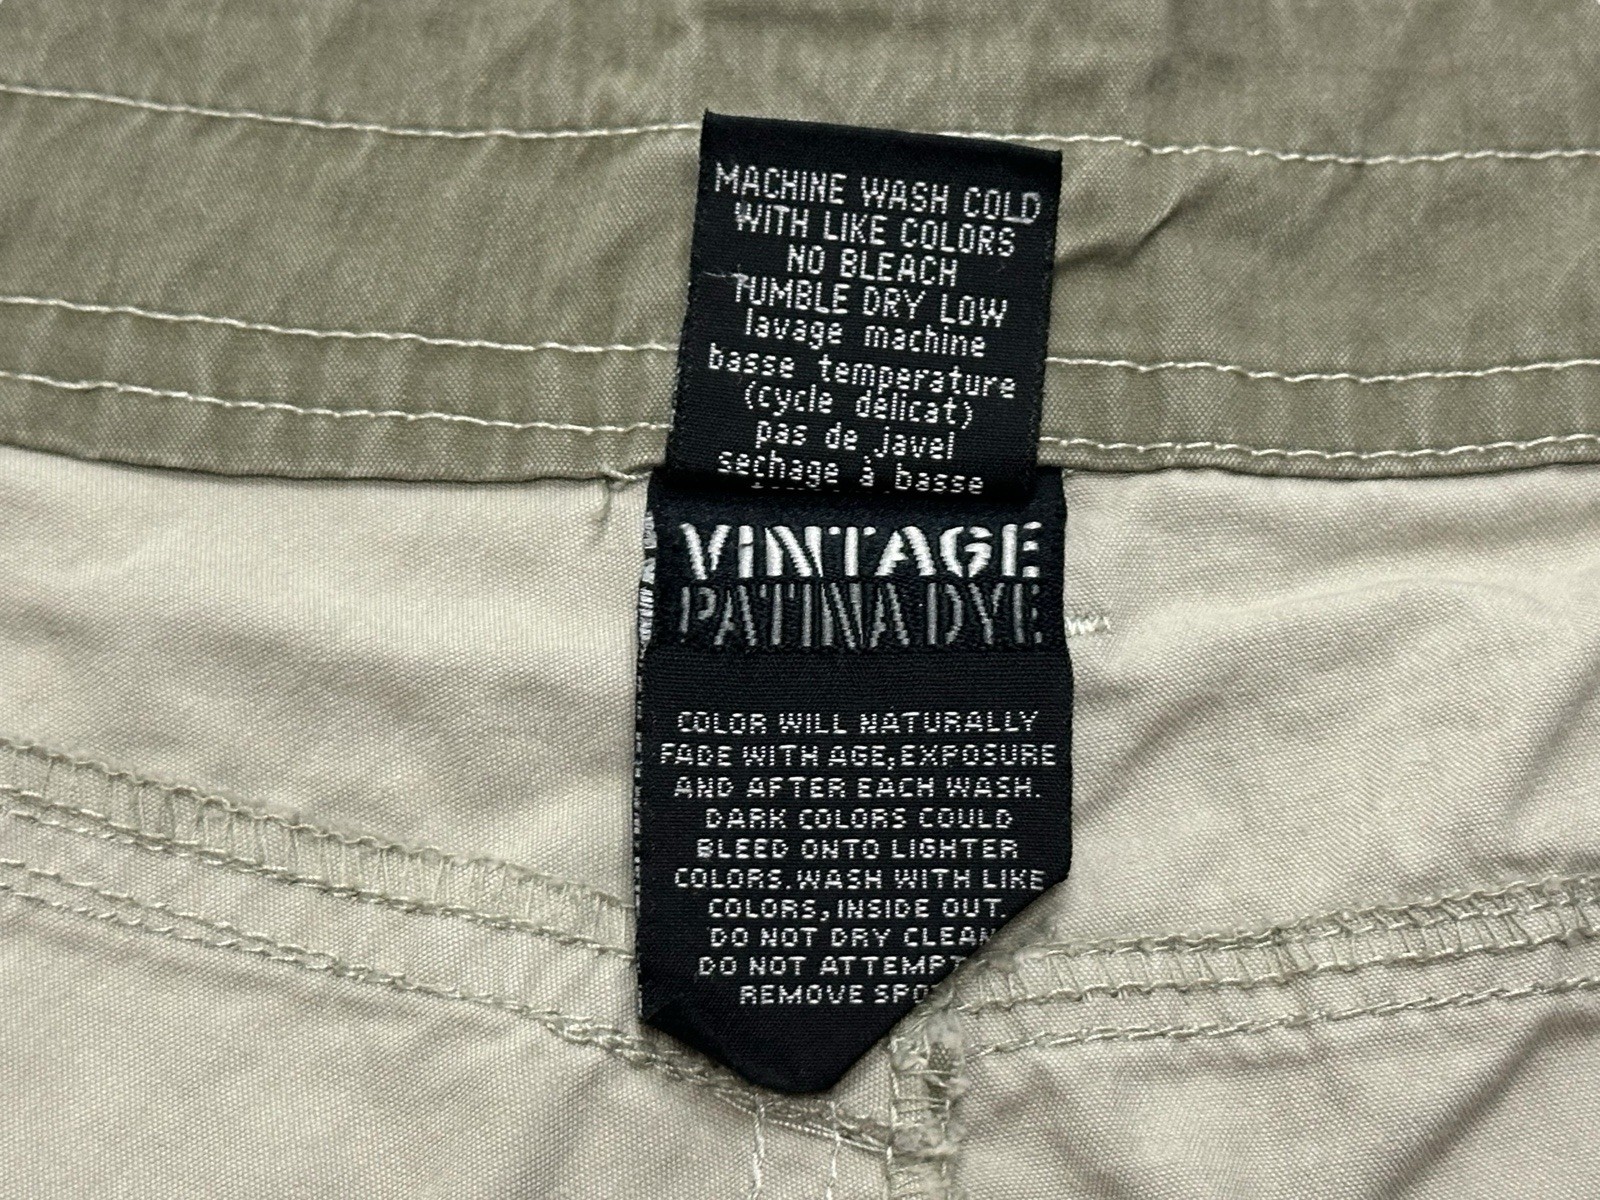 MACHINE WASH COLD
WITH LIKE COLORS
NO BLEACH
TUMBLE DRY LOW
lavage machine
basse temperature
(cycle délicat)
pas de javel
sechage à basse
VINTAGE
PATINA DYE
COLOR WILL NATURALLY
FADE WITH AGE, EXPOSURE
AND AFTER EACH WASH.
DARK COLORS COULD
BLEED ONTO LIGHTER
COLORS. WASH WITH LIKE
COLORS, INSIDE OUT.
DO NOT DRY CLEAN
DO NOT ATTEMPT
REMOVE SPO